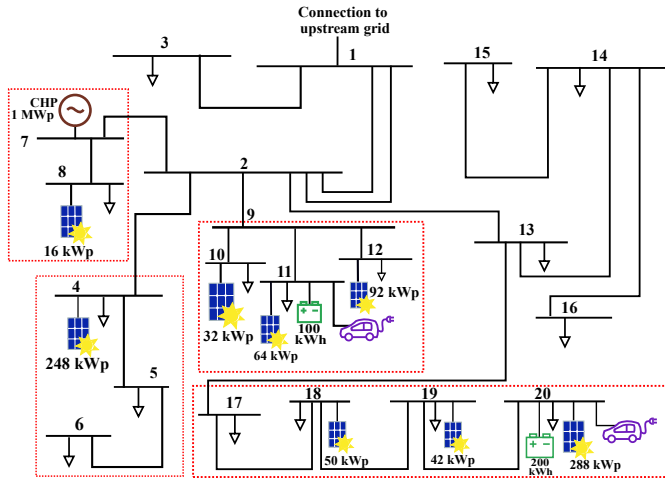 Connection to
upstream grid
3
1
15
14
CHP
1 MWp
7
8
2
16 kWp
9
10
11
12
13
32 kWp
64 kWp
100
kWh
92 kWp
4
248 kWp
5
6
16
17
18
19
20
50 kWp
42 kWp
200
kWh
288 kWp